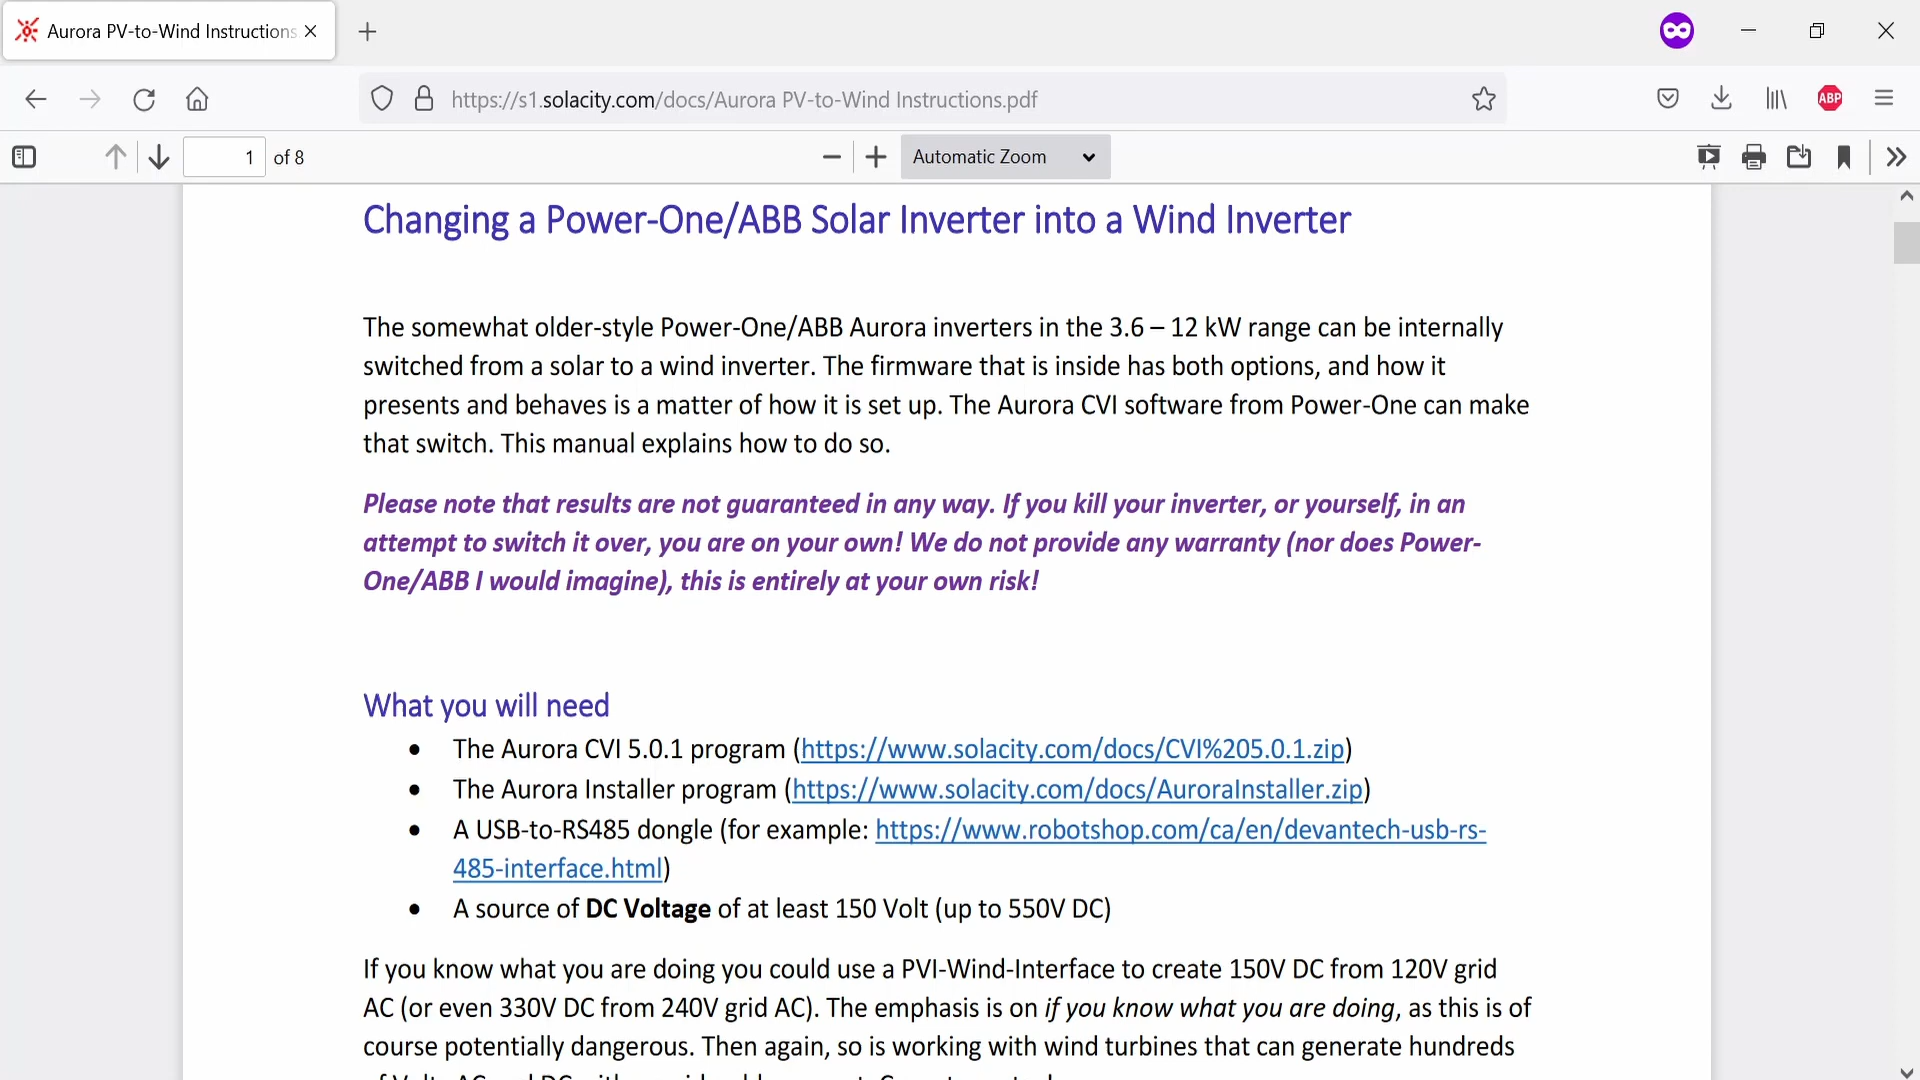 Aurora PV-to-Wind Instructions
https://s1.solacity.com/docs/Aurora PV-to-Wind Instructions.pdf
ABP
1 of 8
Automatic Zoom
Changing a Power-One/ABB Solar Inverter into a Wind Inverter
The somewhat older-style Power-One/ABB Aurora inverters in the 3.6 – 12 kW range can be internally
switched from a solar to a wind inverter. The firmware that is inside has both options, and how it
presents and behaves is a matter of how it is set up. The Aurora CVI software from Power-One can make
that switch. This manual explains how to do so.
Please note that results are not guaranteed in any way. If you kill your inverter, or yourself, in an
attempt to switch it over, you are on your own! We do not provide any warranty (nor does Power-
One/ABB I would imagine), this is entirely at your own risk!
What you will need
• The Aurora CVI 5.0.1 program (https://www.solacity.com/docs/CVI%205.0.1.zip)
• The Aurora Installer program (https://www.solacity.com/docs/AuroraInstaller.zip)
• A USB-to-RS485 dongle (for example: https://www.robotshop.com/ca/en/devantech-usb-rs-
485-interface.html)
• A source of DC Voltage of at least 150 Volt (up to 550V DC)
If you know what you are doing you could use a PVI-Wind-Interface to create 150V DC from 120V grid
AC (or even 330V DC from 240V grid AC). The emphasis is on if you know what you are doing, as this is of
course potentially dangerous. Then again, so is working with wind turbines that can generate hundreds